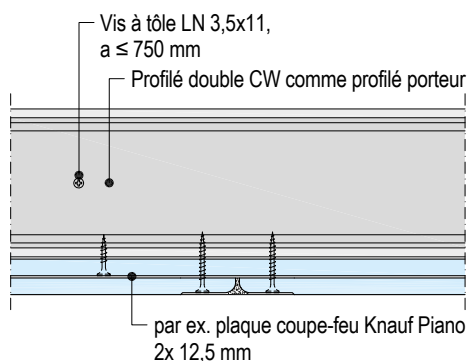 Vis à tôle LN 3,5x11,
a ≤ 750 mm
Profilé double CW comme profilé porteur
par ex. plaque coupe-feu Knauf Piano
2x 12,5 mm